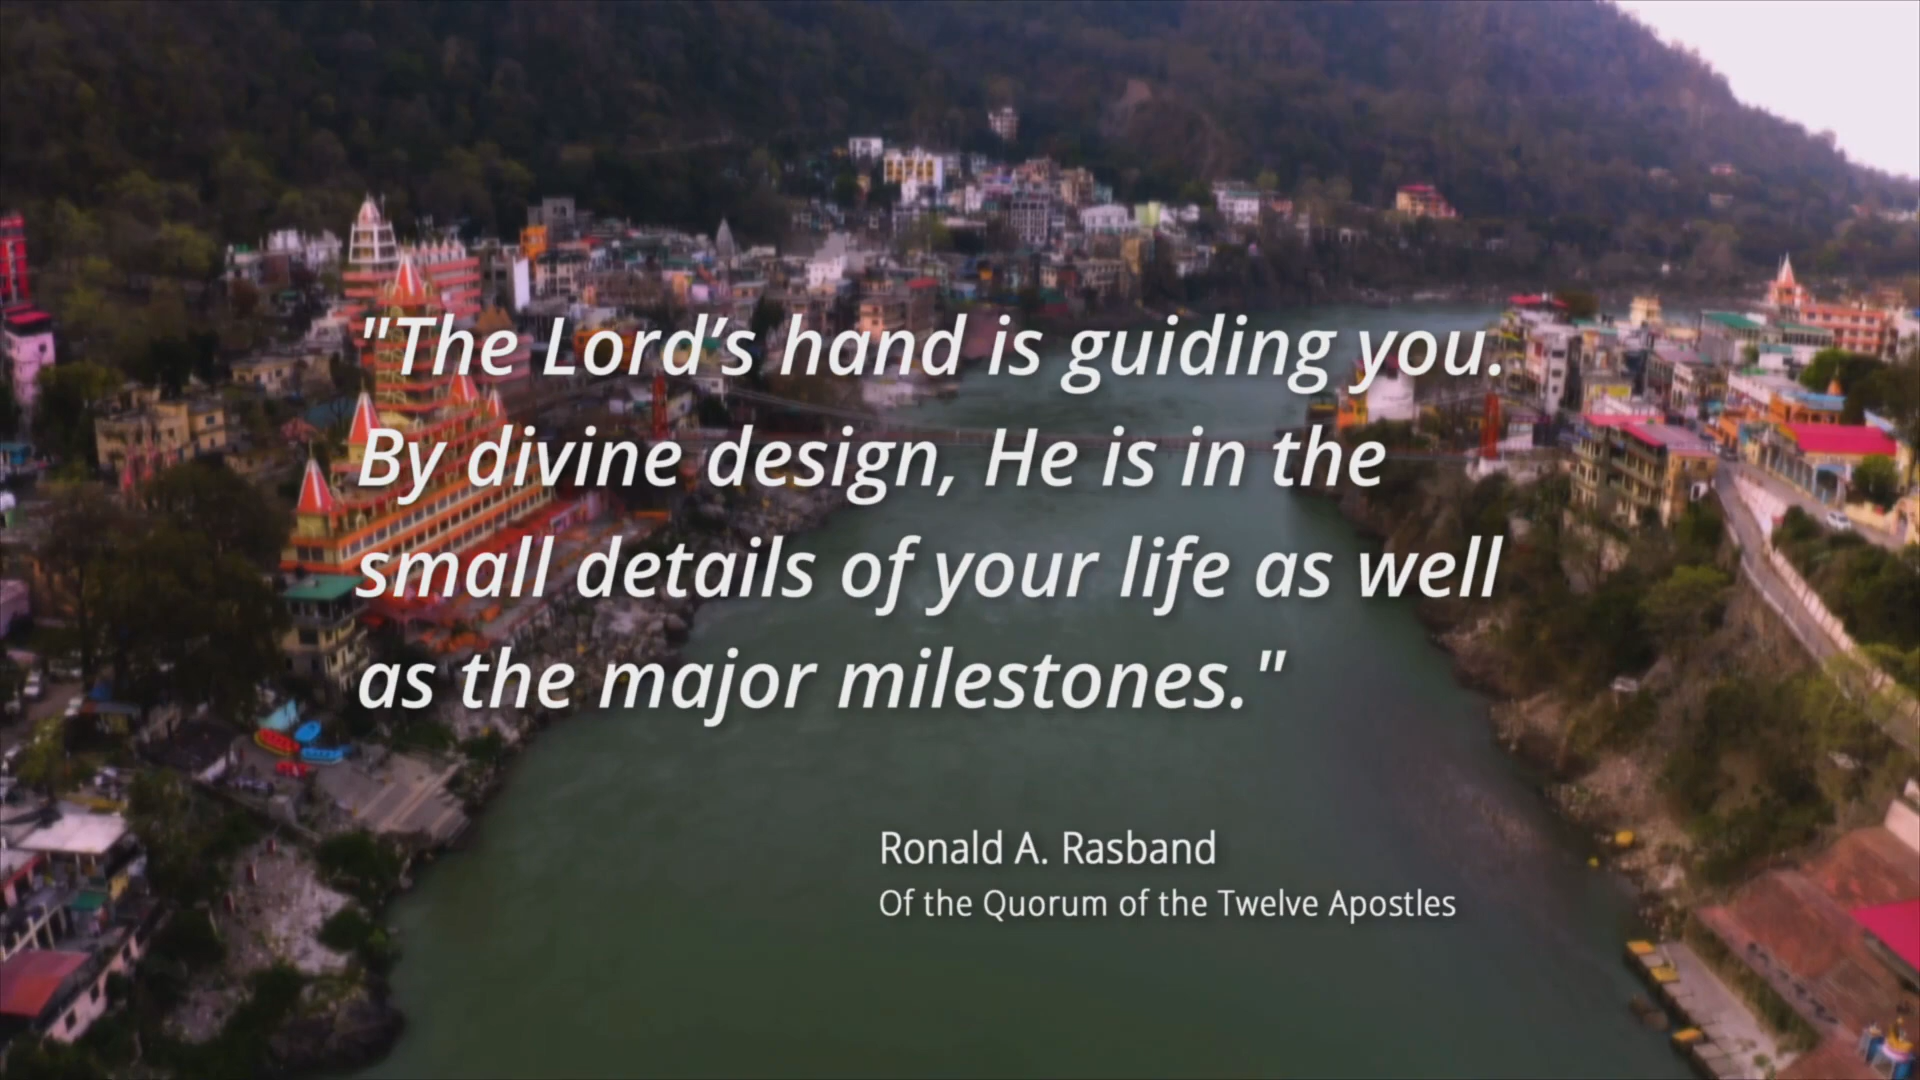 "The Lord’s hand is guiding you.
By divine design, He is in the
small details of your life as well
as the major milestones."
Ronald A. Rasband
Of the Quorum of the Twelve Apostles